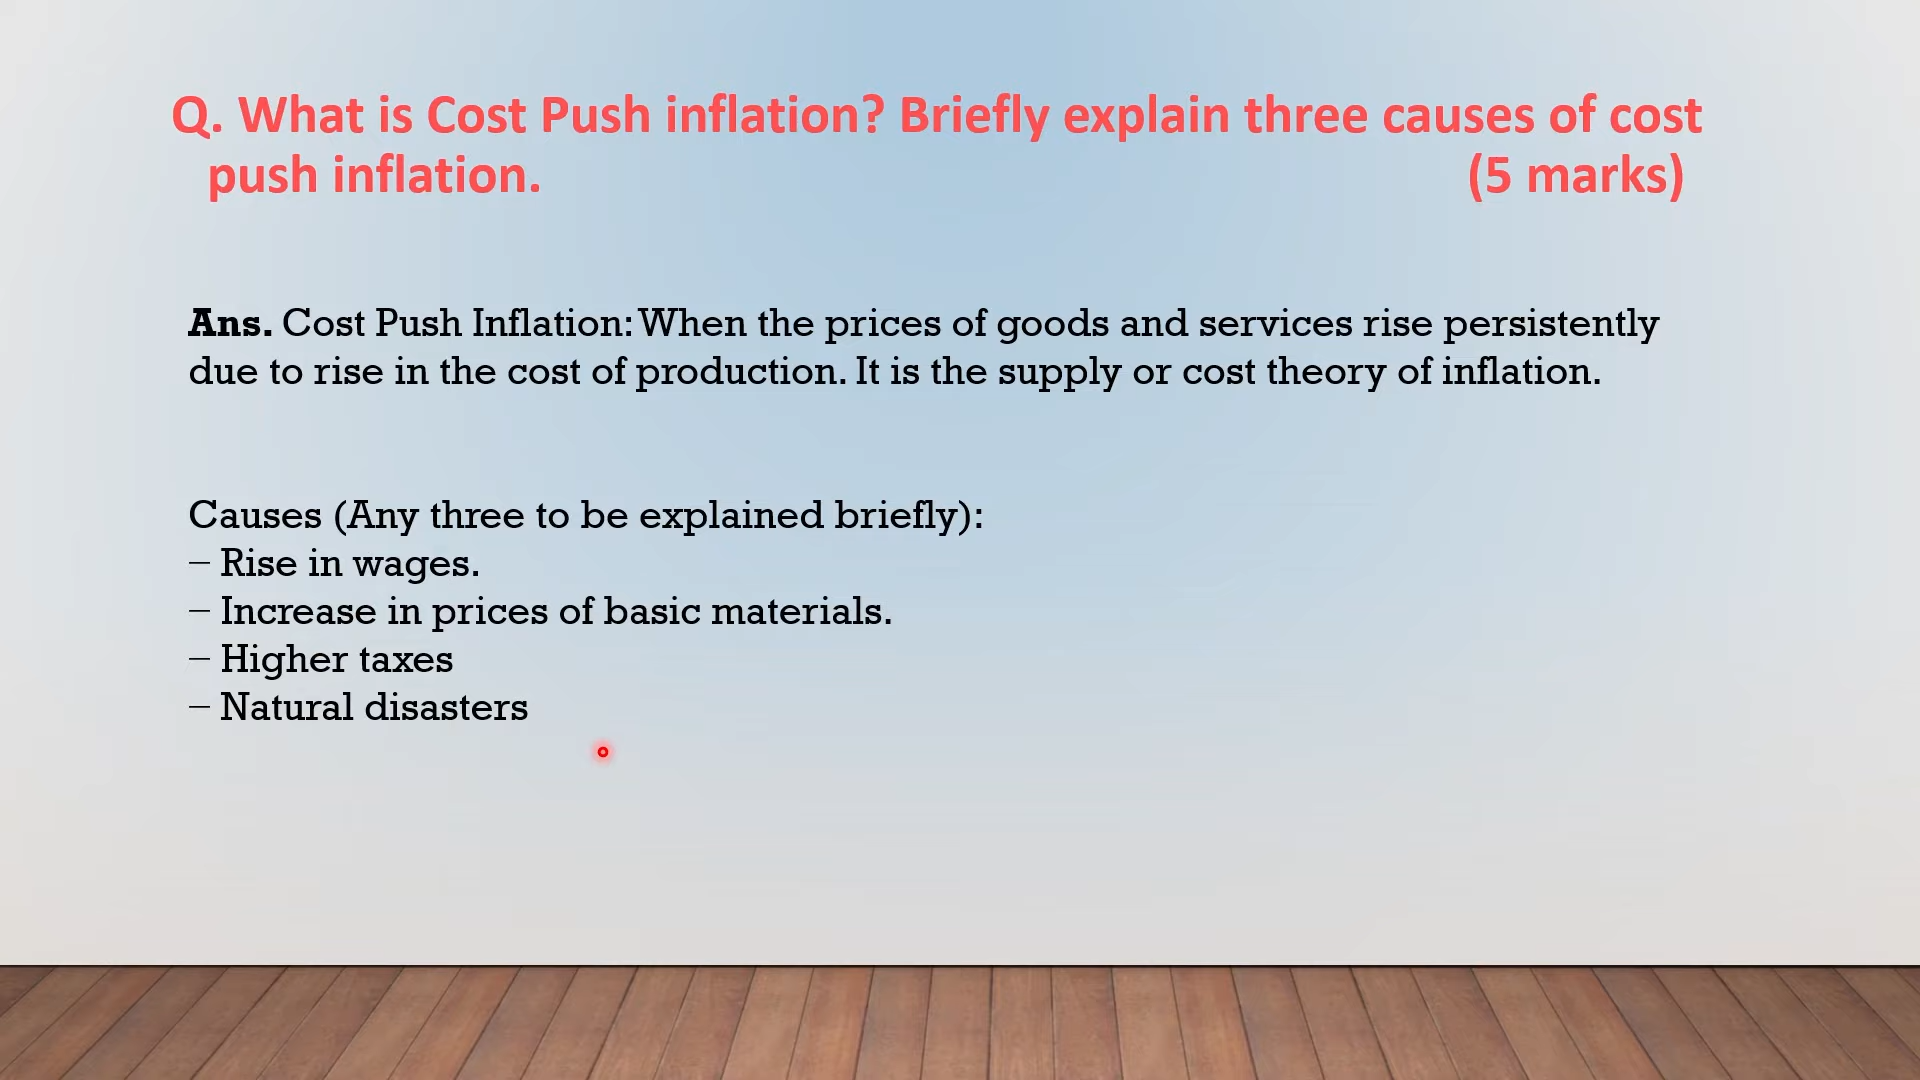 Q. What is Cost Push inflation? Briefly explain three causes of cost
push inflation. (5 marks)
Ans. Cost Push Inflation: When the prices of goods and services rise persistently
due to rise in the cost of production. It is the supply or cost theory of inflation.
Causes (Any three to be explained briefly):
– Rise in wages.
– Increase in prices of basic materials.
– Higher taxes
– Natural disasters